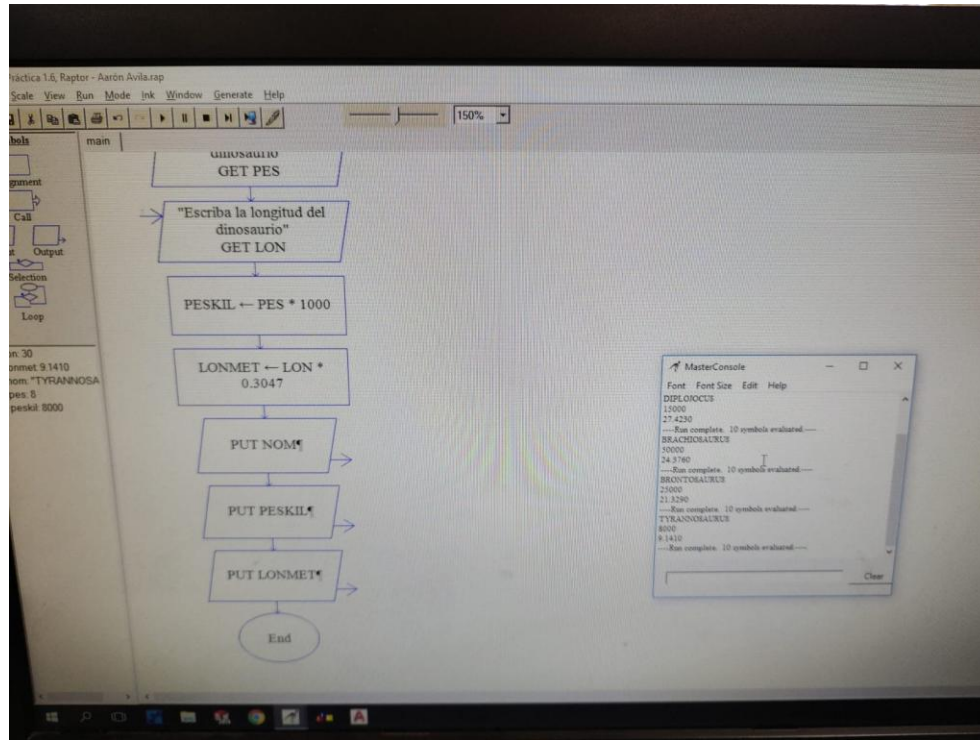 Práctica 1.6, Raptor - Aarón Avila.rap
Scale View Run Mode Ink Window Generate Help
150%
main
dinosaurio
GET PES
"Escriba la longitud del
dinosaurio"
GET LON
PESKIL ← PES * 1000
LONMET ← LON *
0.3047
PUT NOM¶
PUT PESKIL¶
PUT LONMET¶
End
Call
Output
Selection
Loop
30
9.1410
"TYRANNOSA
pes: 8
peskil: 8000
MasterConsole
Font Font Size Edit Help
15000
27.4230
----Run complete. 10 symbols evaluated.----
BRACHIOSAURUS
50000
24.3760
----Run complete. 10 symbols evaluated.----
BRONTOSAURUS
25000
21.3290
----Run complete. 10 symbols evaluated.----
TYRANNOSAURUS
8000
9.1410
----Run complete. 10 symbols evaluated.----
Clear